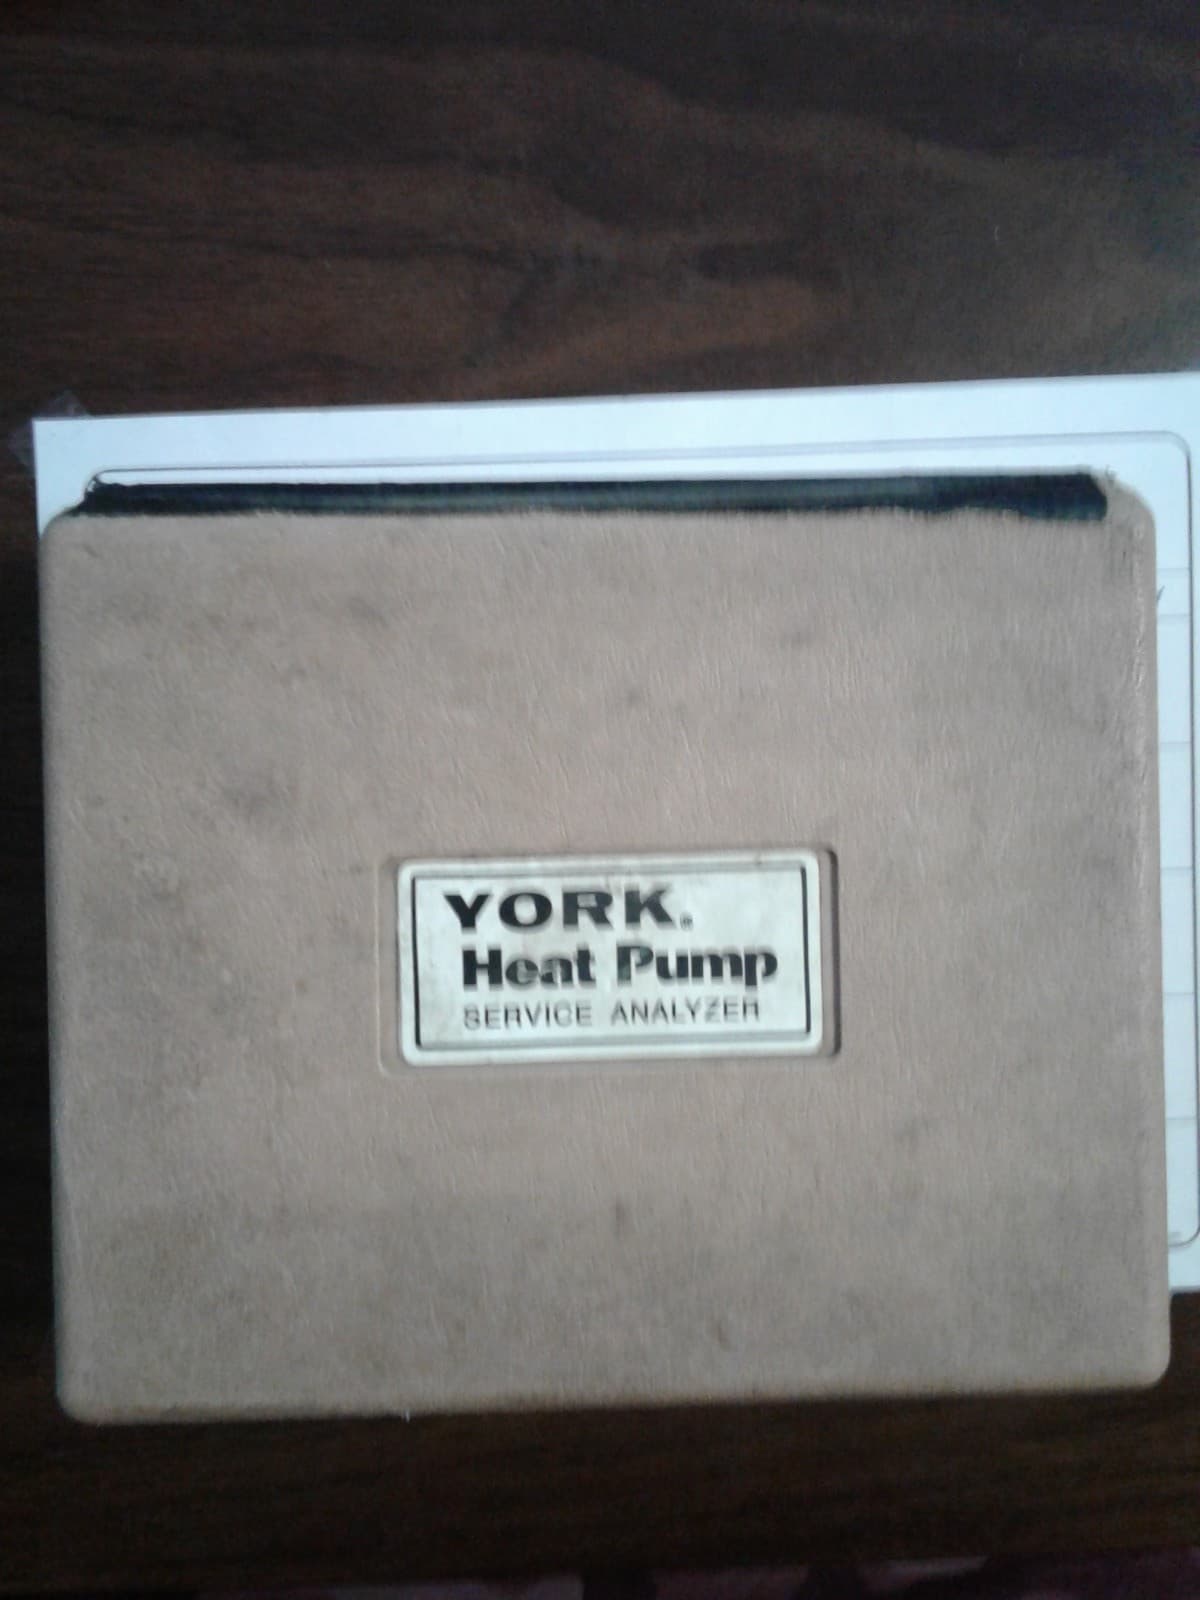 YORK®
Heat Pump
SERVICE ANALYZER